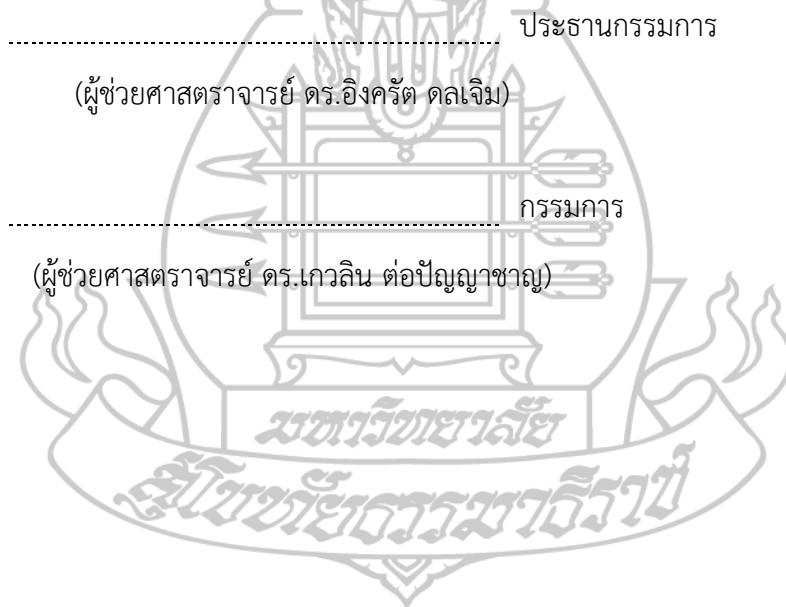 ประธานกรรมการ
(ผู้ช่วยศาสตราจารย์ ดร.อิงครัต ดลเจิม)
กรรมการ
(ผู้ช่วยศาสตราจารย์ ดร.เกวลิน ต่อปัญญาชาญ)
มหาวิทยาลัย
สุโขทัยธรรมาธิราช